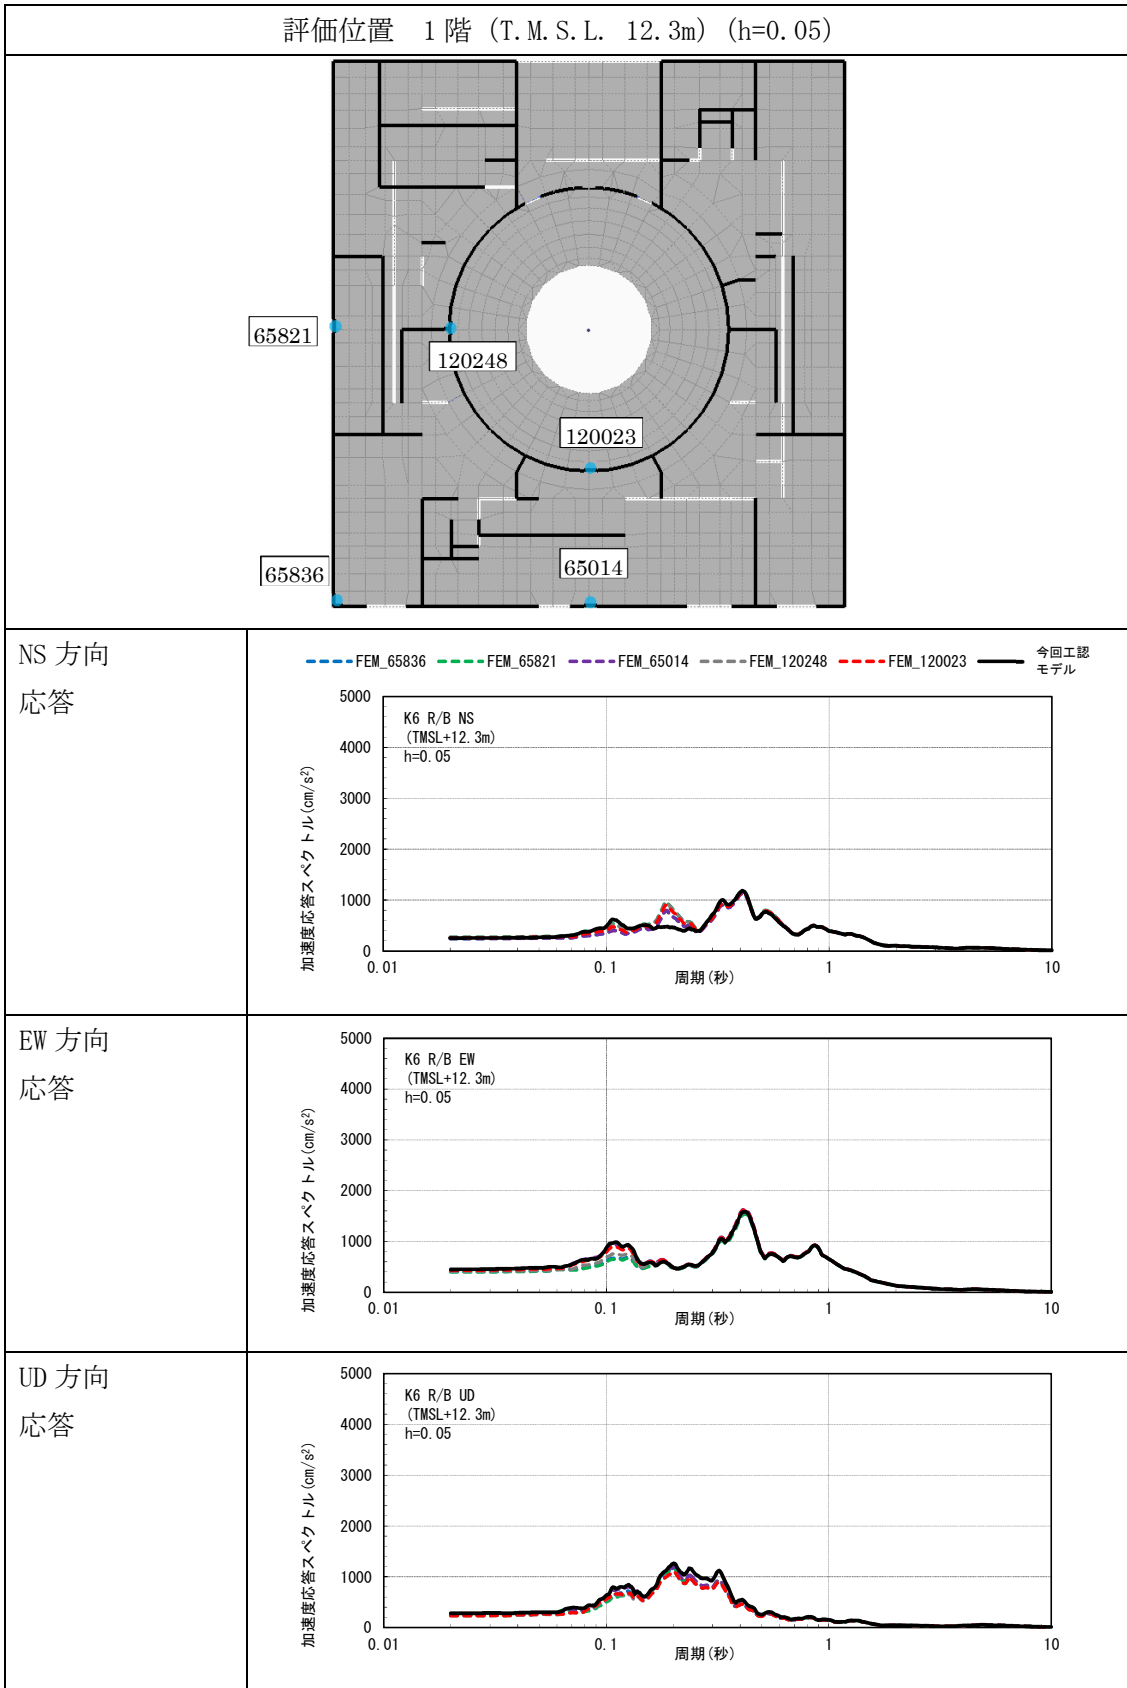 評価位置　1 階 (T.M.S.L. 12.3m) (h=0.05)
65821
120248
120023
65836
65014
NS 方向
応答
FEM_65836 FEM_65821 FEM_65014 FEM_120248 FEM_120023 今回工認
モデル
5000
4000
3000
2000
1000
0
加速度応答スペクトル(cm/s²)
K6 R/B NS
(TMSL+12.3m)
h=0.05
0.01 0.1 1 10
周期(秒)
EW 方向
応答
5000
4000
3000
2000
1000
0
加速度応答スペクトル(cm/s²)
K6 R/B EW
(TMSL+12.3m)
h=0.05
0.01 0.1 1 10
周期(秒)
UD 方向
応答
5000
4000
3000
2000
1000
0
加速度応答スペクトル(cm/s²)
K6 R/B UD
(TMSL+12.3m)
h=0.05
0.01 0.1 1 10
周期(秒)